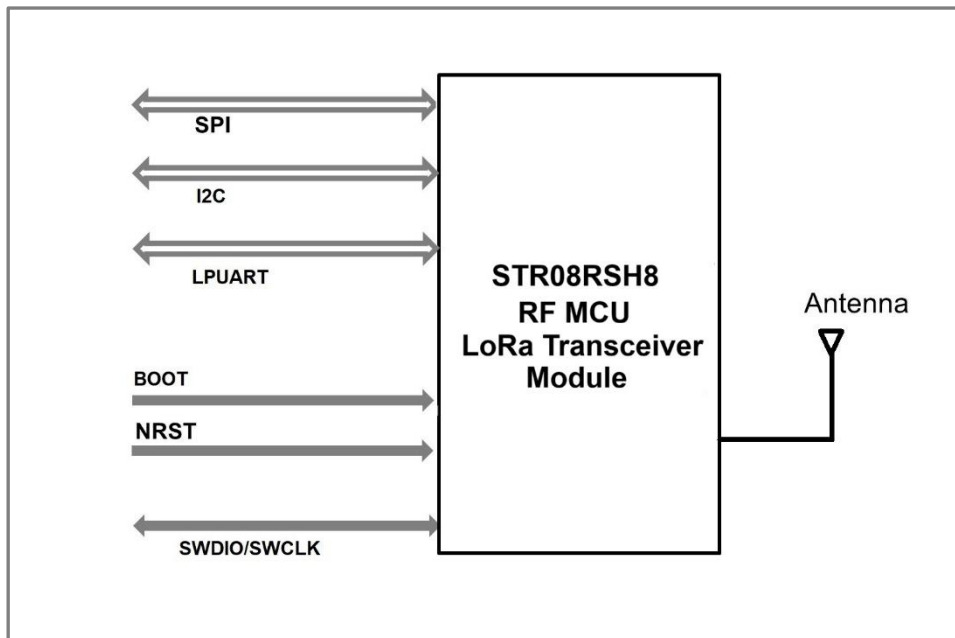 SPI
I2C
LPUART
BOOT
NRST
SWDIO/SWCLK
STR08RSH8
RF MCU
LoRa Transceiver
Module
Antenna